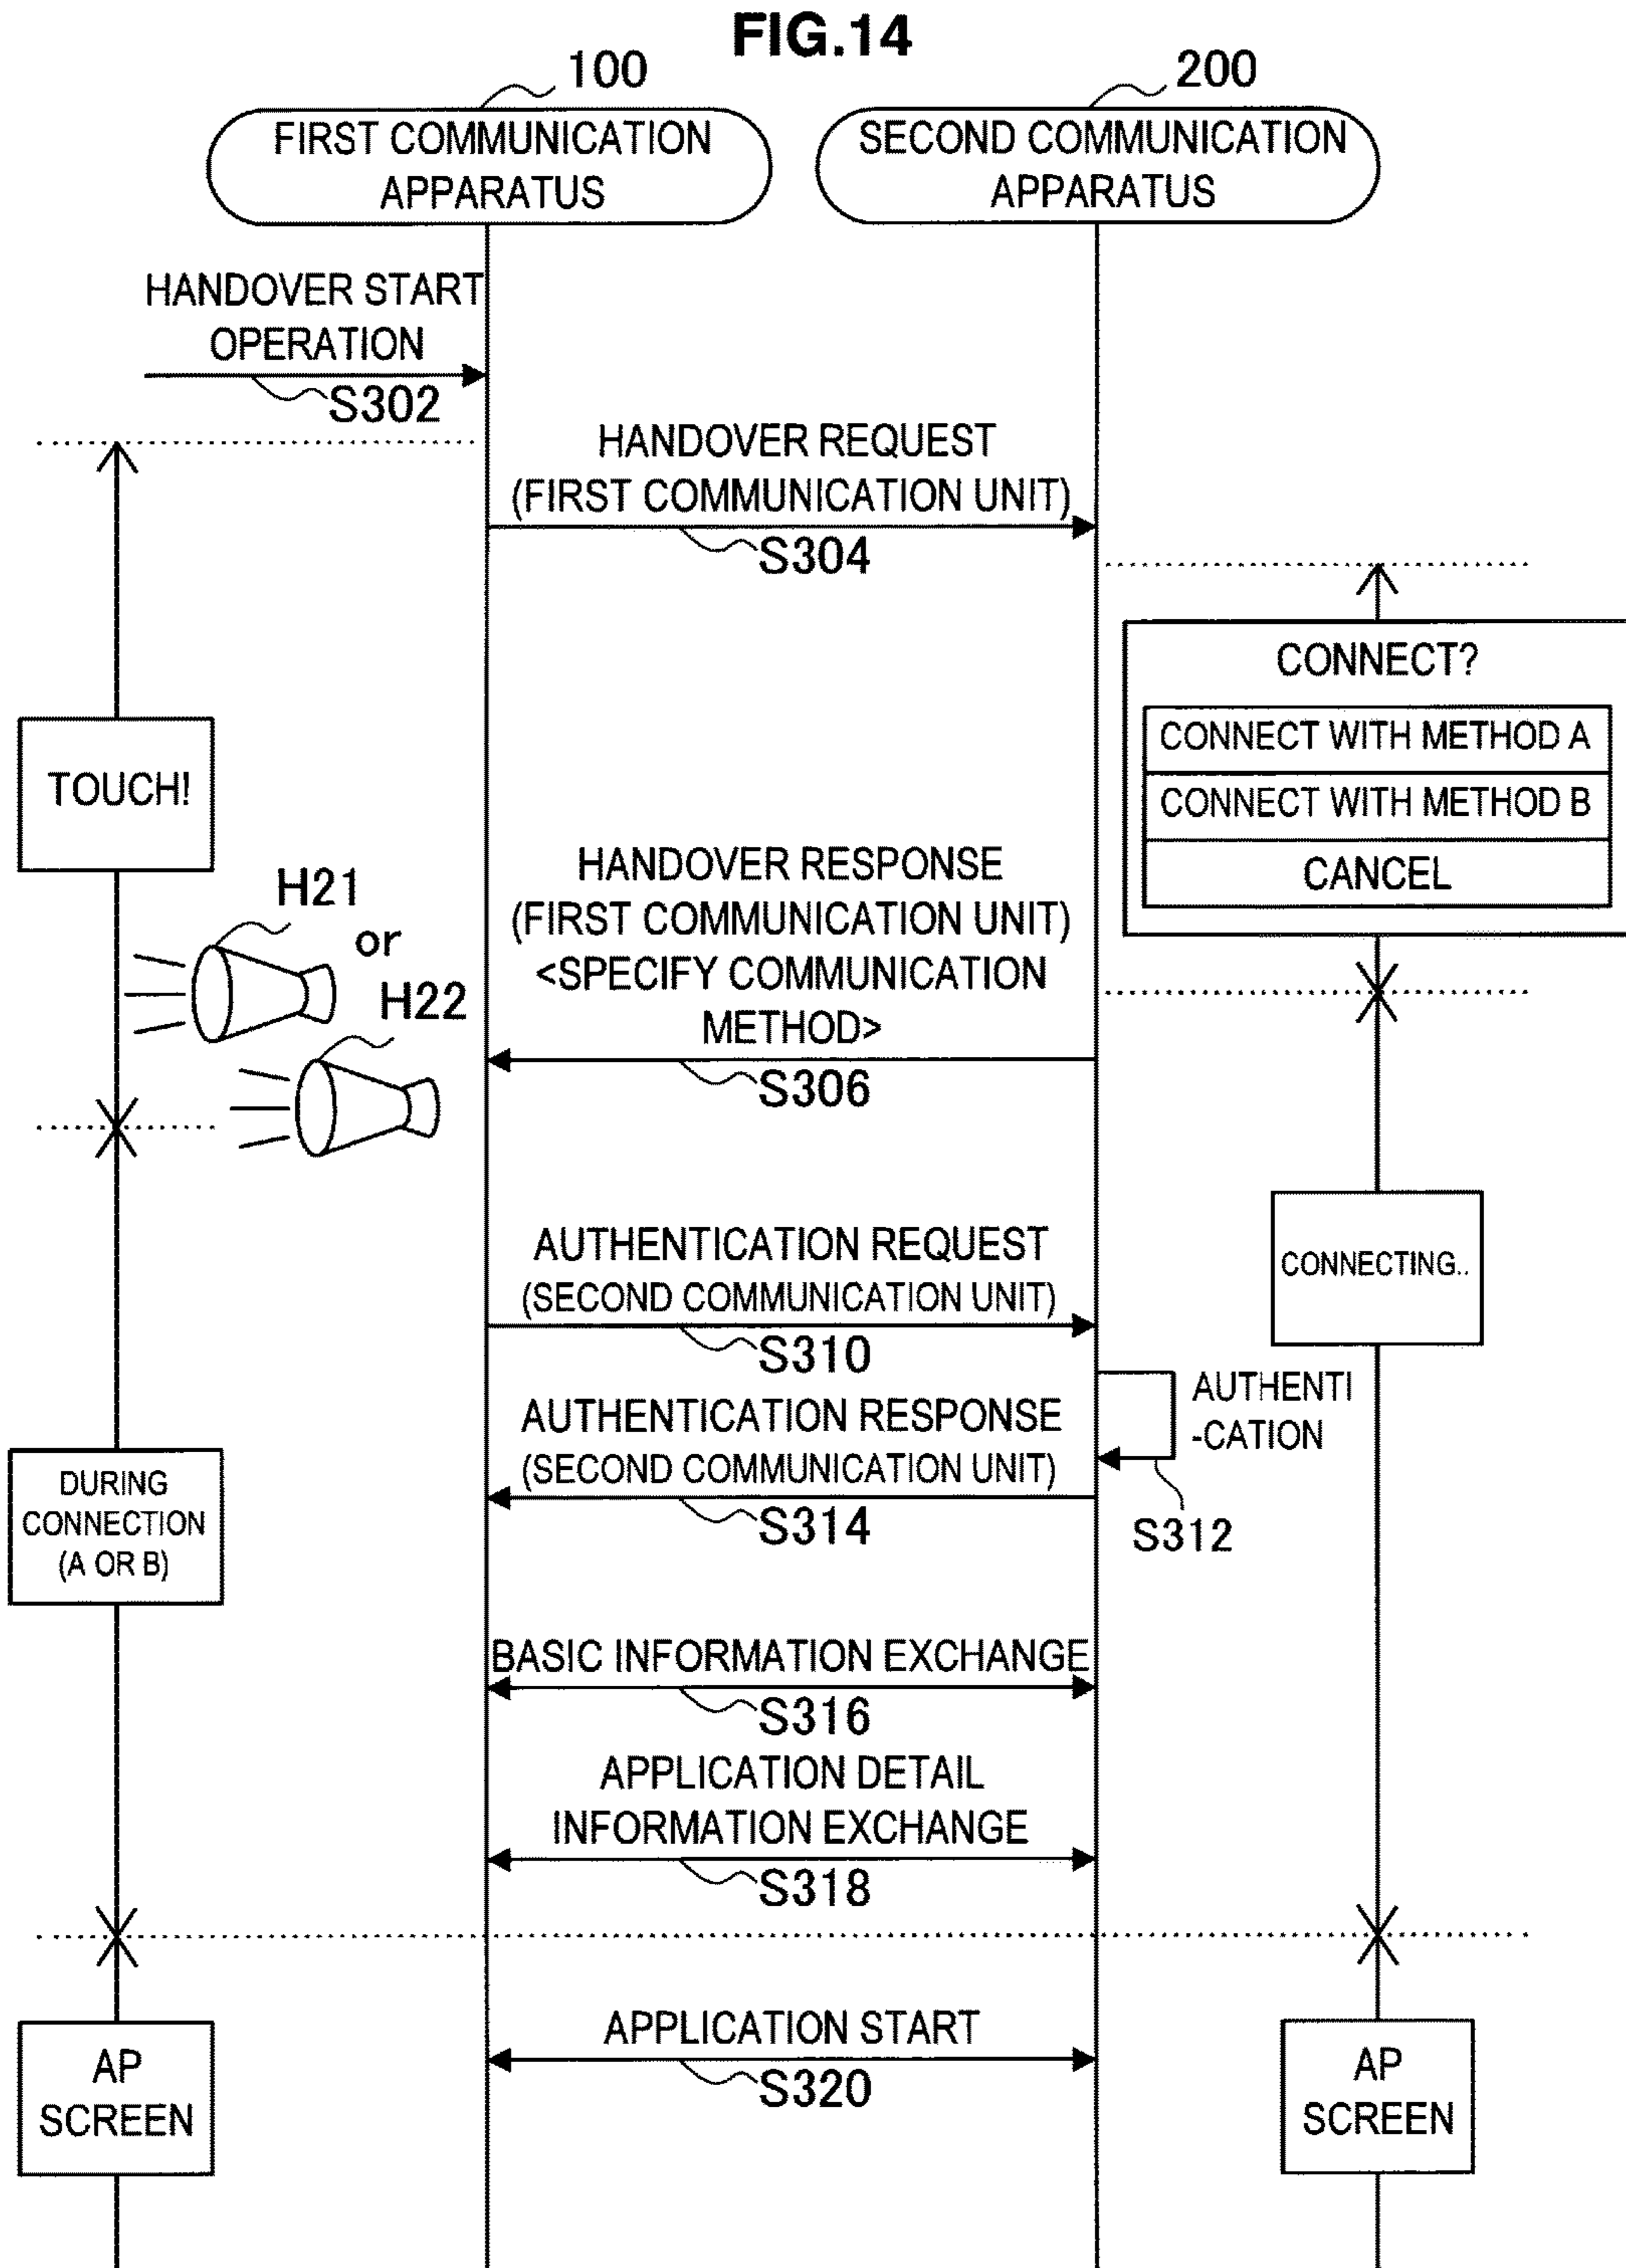 FIG.14
100
200
FIRST COMMUNICATION
APPARATUS
SECOND COMMUNICATION
APPARATUS
HANDOVER START
OPERATION
S302
HANDOVER REQUEST
(FIRST COMMUNICATION UNIT)
S304
CONNECT?
CONNECT WITH METHOD A
CONNECT WITH METHOD B
CANCEL
TOUCH!
H21
or
H22
HANDOVER RESPONSE
(FIRST COMMUNICATION UNIT)
<SPECIFY COMMUNICATION
METHOD>
S306
AUTHENTICATION REQUEST
(SECOND COMMUNICATION UNIT)
S310
CONNECTING..
AUTHENTI
-CATION
S312
AUTHENTICATION RESPONSE
(SECOND COMMUNICATION UNIT)
S314
DURING
CONNECTION
(A OR B)
BASIC INFORMATION EXCHANGE
S316
APPLICATION DETAIL
INFORMATION EXCHANGE
S318
APPLICATION START
S320
AP
SCREEN
AP
SCREEN